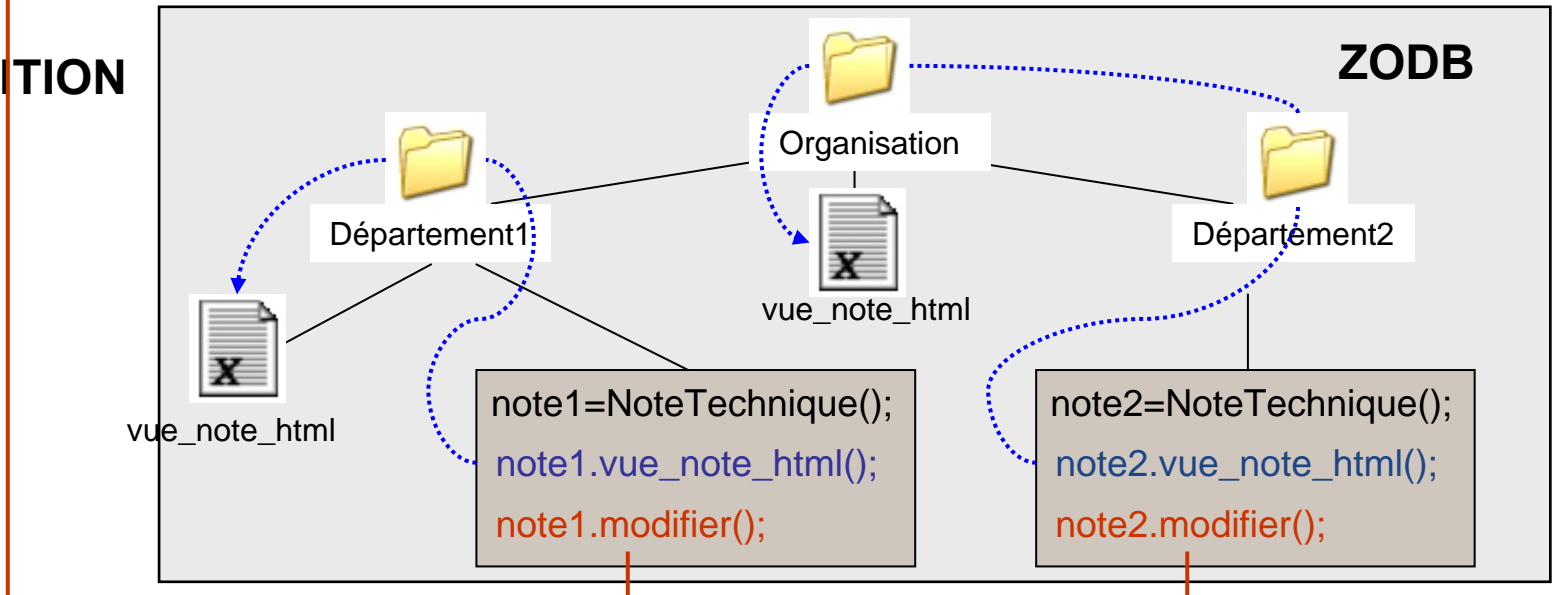 ITION
ZODB
Organisation
Département1
Département2
vue_note_html
vue_note_html
note1=NoteTechnique();
note1.vue_note_html();
note1.modifier();
note2=NoteTechnique();
note2.vue_note_html();
note2.modifier();